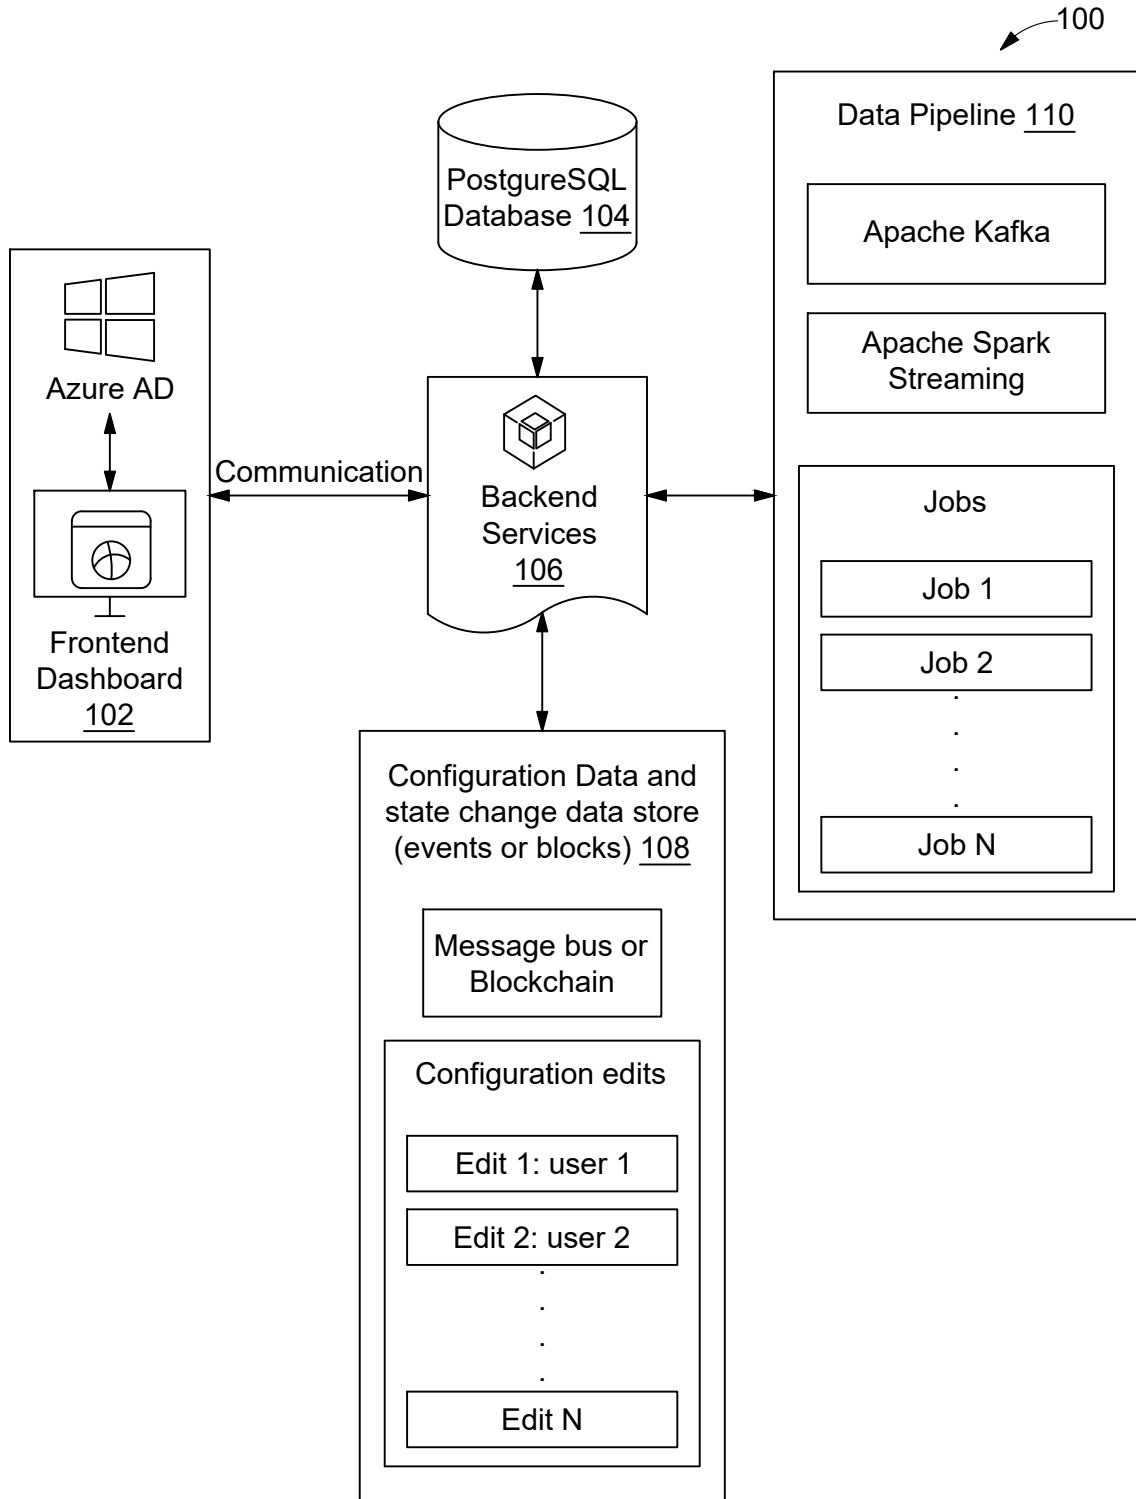 100
Data Pipeline 110
Apache Kafka
Apache Spark
Streaming
Jobs
Job 1
Job 2
.
.
.
.
Job N
PostgureSQL
Database 104
Azure AD
Frontend
Dashboard
102
Communication
Backend
Services
106
Configuration Data and
state change data store
(events or blocks) 108
Message bus or
Blockchain
Configuration edits
Edit 1: user 1
Edit 2: user 2
.
.
.
.
Edit N